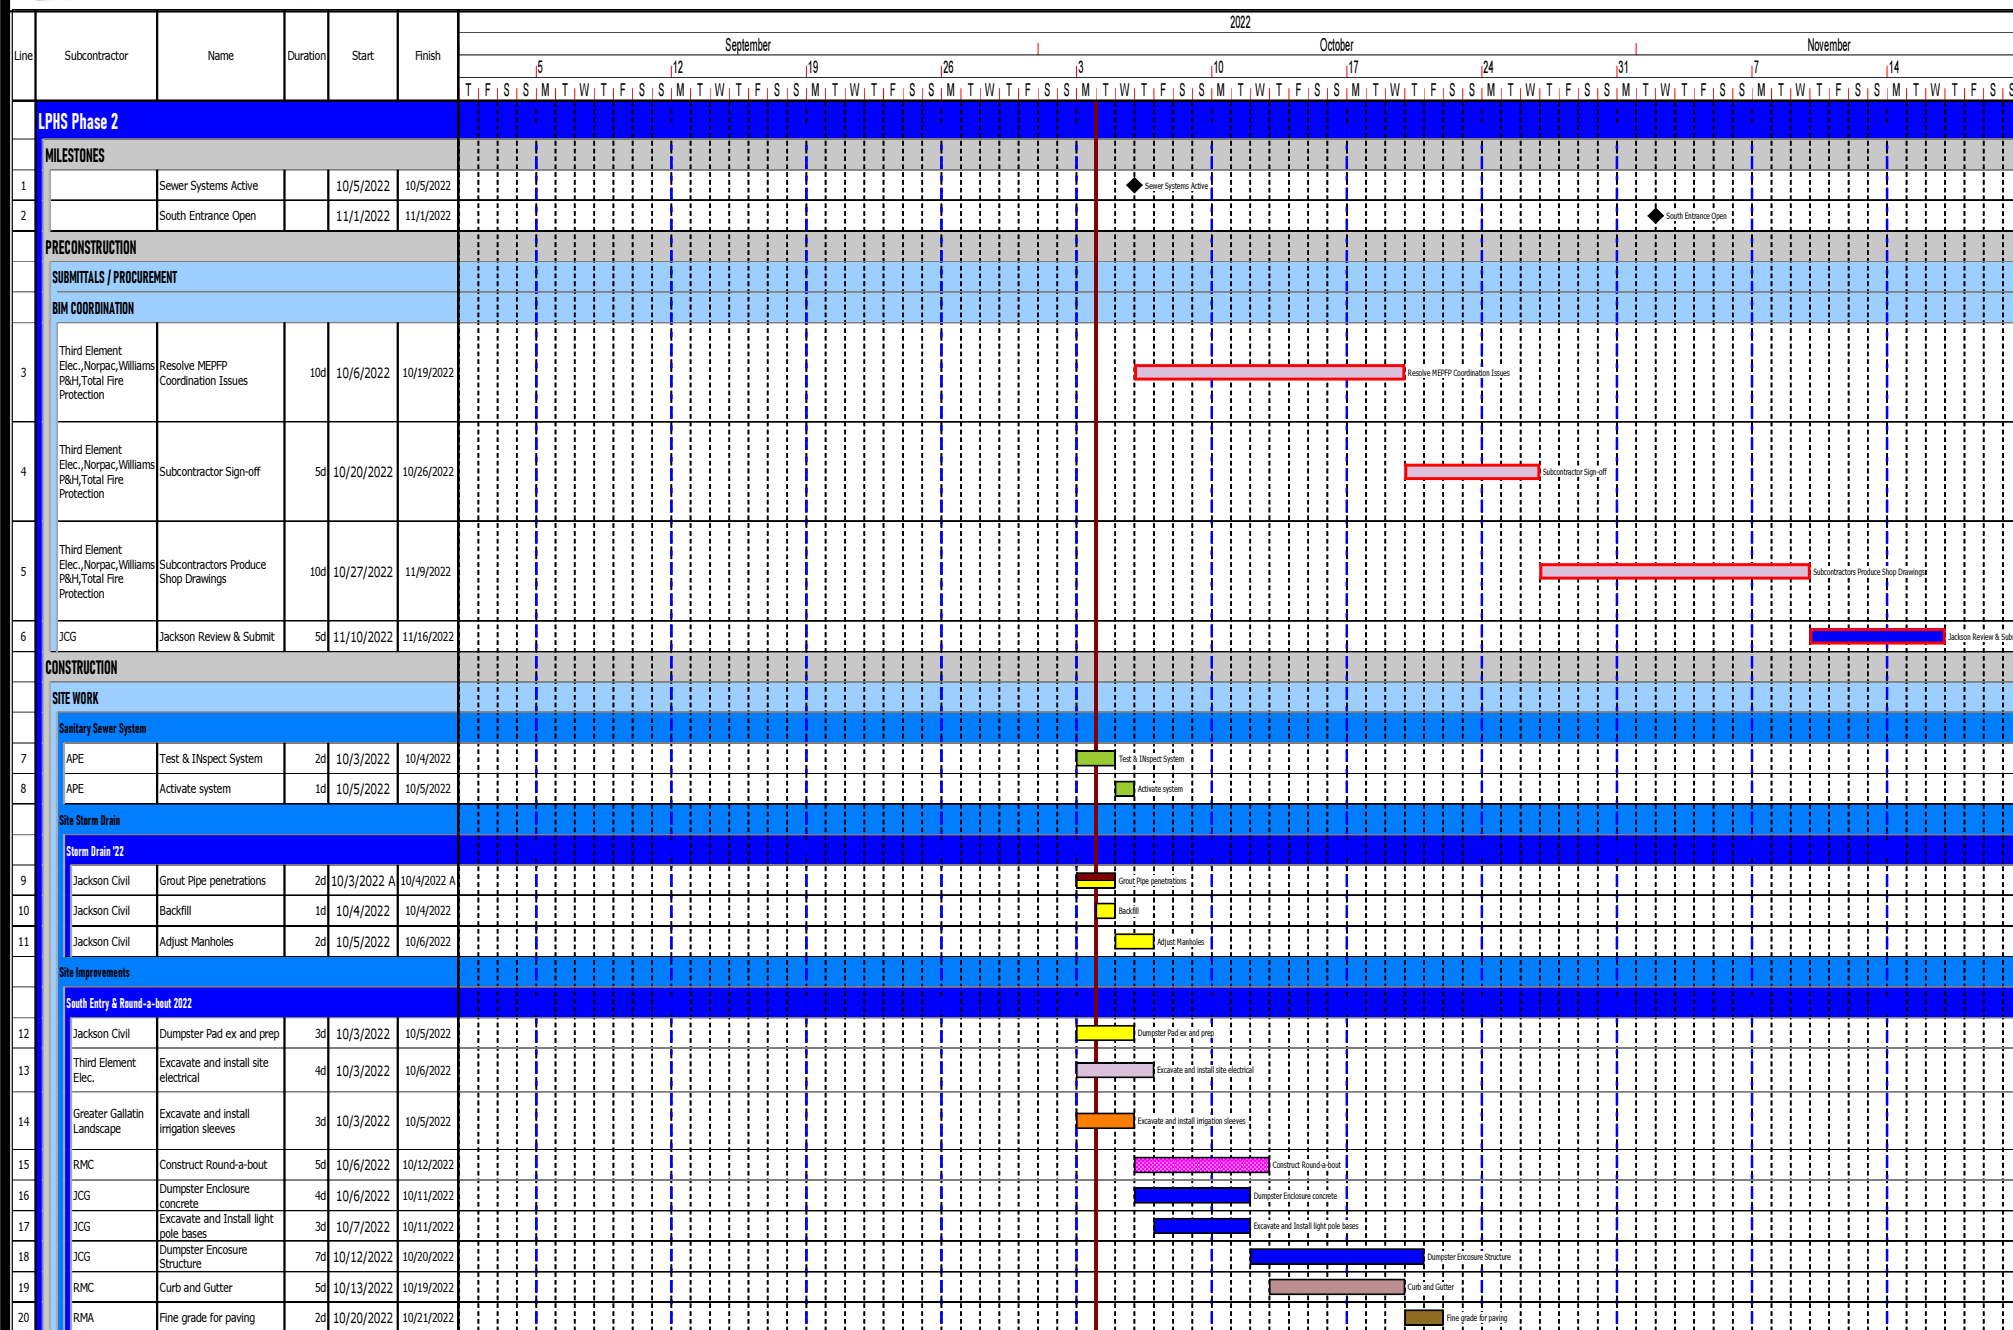 2022
Line Subcontractor Name Duration Start Finish
September October November
5 12 19 26 3 10 17 24 31 7 14
T F S S M T W T F S S M T W T F S S M T W T F S S M T W T F S S M T W T F S S M T W T F S S M T W T F S S M T W T F S S M T W T F S S M T W T F S S M T W T F S S
LPHS Phase 2
MILESTONES
1 Sewer Systems Active 10/5/2022 10/5/2022 Sewer Systems Active
2 South Entrance Open 11/1/2022 11/1/2022 South Entrance Open
PRECONSTRUCTION
SUBMITTALS / PROCUREMENT
BIM COORDINATION
Third Element
Elec.,Norpac,Williams
P&H,Total Fire
Protection
3 Resolve MEPFP
Coordination Issues
10d 10/6/2022 10/19/2022 Resolve MEPFP Coordination Issues
Third Element
Elec.,Norpac,Williams
P&H,Total Fire
Protection
4 Subcontractor Sign-off 5d 10/20/2022 10/26/2022 Subcontractor Sign-off
Third Element
Elec.,Norpac,Williams
P&H,Total Fire
Protection
5 Subcontractors Produce
Shop Drawings
10d 10/27/2022 11/9/2022 Subcontractors Produce Shop Drawings
6 JCG Jackson Review & Submit 5d 11/10/2022 11/16/2022 Jackson Review & Sub
CONSTRUCTION
SITE WORK
Sanitary Sewer System
7 APE Test & INspect System 2d 10/3/2022 10/4/2022 Test & INspect System
8 APE Activate system 1d 10/5/2022 10/5/2022 Activate system
Site Storm Drain
Storm Drain '22
9 Jackson Civil Grout Pipe penetrations 2d 10/3/2022 A 10/4/2022 A Grout Pipe penetrations
10 Jackson Civil Backfill 1d 10/4/2022 10/4/2022 Backfill
11 Jackson Civil Adjust Manholes 2d 10/5/2022 10/6/2022 Adjust Manholes
Site Improvements
South Entry & Round-a-bout 2022
12 Jackson Civil Dumpster Pad ex and prep 3d 10/3/2022 10/5/2022 Dumpster Pad ex and prep
13 Third Element
Elec.
Excavate and install site
electrical
4d 10/3/2022 10/6/2022 Excavate and install site electrical
14 Greater Gallatin
Landscape
Excavate and install
irrigation sleeves
3d 10/3/2022 10/5/2022 Excavate and install irrigation sleeves
15 RMC Construct Round-a-bout 5d 10/6/2022 10/12/2022 Construct Round-a-bout
16 JCG Dumpster Enclosure
concrete
4d 10/6/2022 10/11/2022 Dumpster Enclosure concrete
17 JCG Excavate and Install light
pole bases
3d 10/7/2022 10/11/2022 Excavate and Install light pole bases
18 JCG Dumpster Encosure
Structure
7d 10/12/2022 10/20/2022 Dumpster Encosure Structure
19 RMC Curb and Gutter 5d 10/13/2022 10/19/2022 Curb and Gutter
20 RMA Fine grade for paving 2d 10/20/2022 10/21/2022 Fine grade for paving